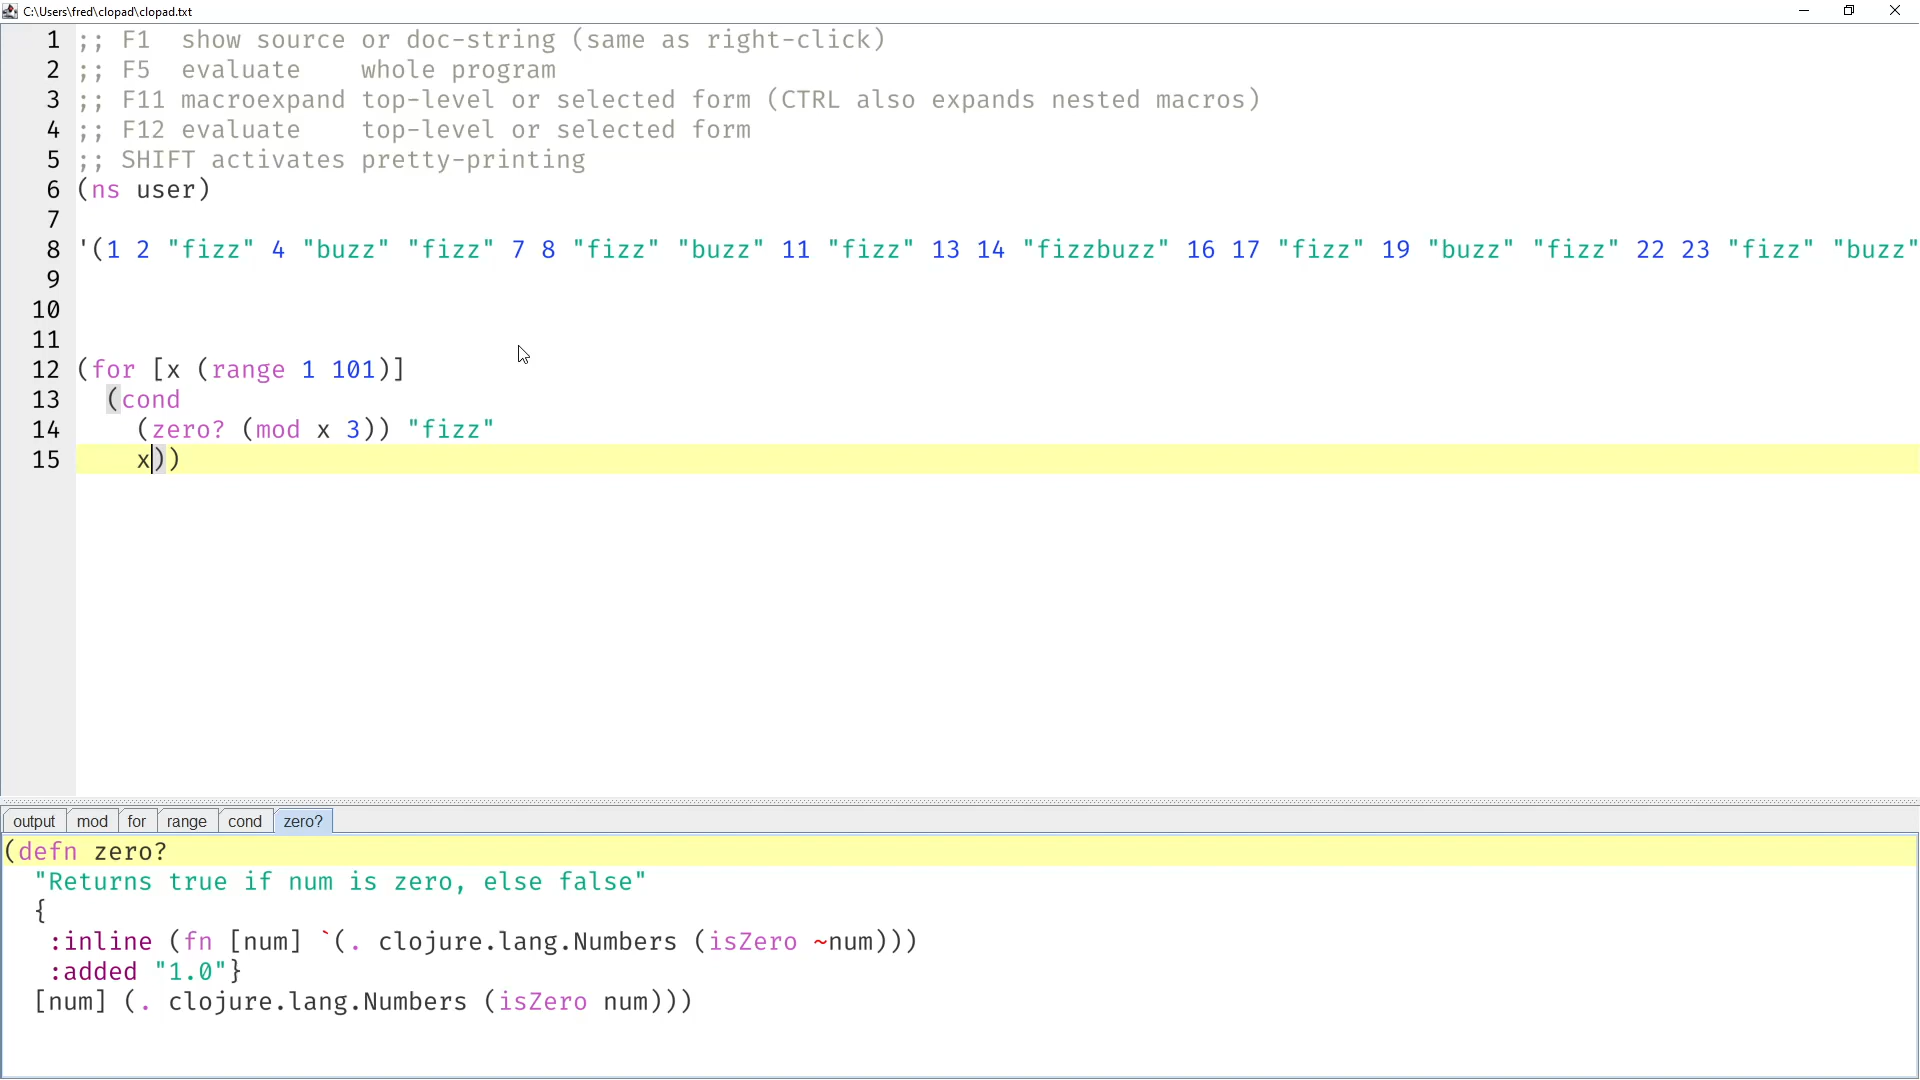 C:\Users\fred\clopad\clopad.txt
1 ;; F1  show source or doc-string (same as right-click)
2 ;; F5  evaluate    whole program
3 ;; F11 macroexpand top-level or selected form (CTRL also expands nested macros)
4 ;; F12 evaluate    top-level or selected form
5 ;; SHIFT activates pretty-printing
6 (ns user)
7
8 '(1 2 "fizz" 4 "buzz" "fizz" 7 8 "fizz" "buzz" 11 "fizz" 13 14 "fizzbuzz" 16 17 "fizz" 19 "buzz" "fizz" 22 23 "fizz" "buzz"
9
10
11
12 (for [x (range 1 101)]
13   (cond
14     (zero? (mod x 3)) "fizz"
15     x))
output mod for range cond zero?
(defn zero?
  "Returns true if num is zero, else false"
  {
   :inline (fn [num] `(. clojure.lang.Numbers (isZero ~num)))
   :added "1.0"}
  [num] (. clojure.lang.Numbers (isZero num)))